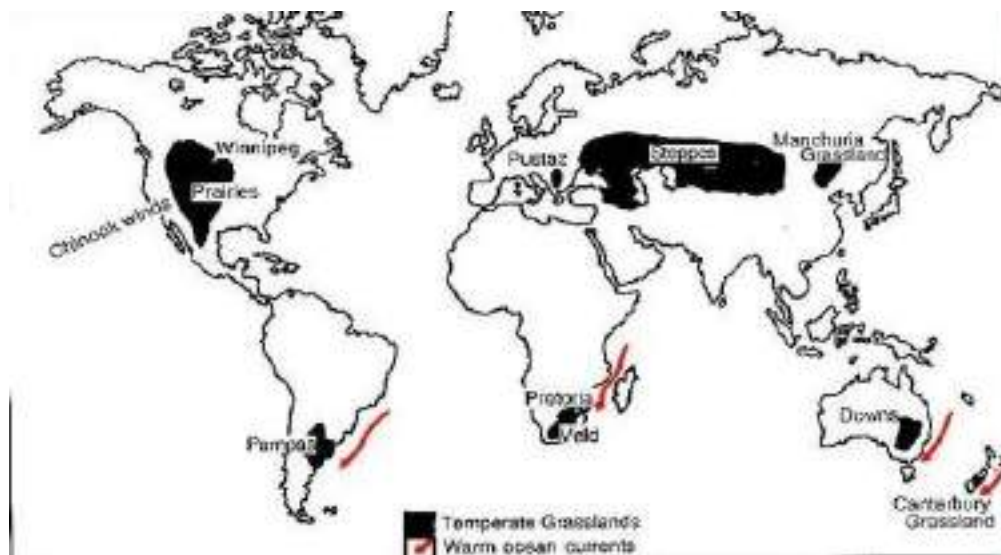 Winnipeg
Prairies
Chinook winds
Pustaz
Steppes
Manchuria
Grassland
Pampas
Pretoria
Veld
Downs
Canterbury
Grassland
Temperate Grasslands
Warm ocean currents